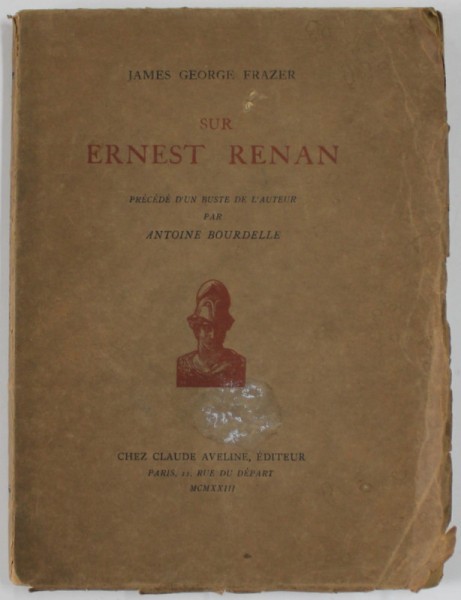 JAMES GEORGE FRAZER
SUR
ERNEST RENAN
PRÉCÉDÉ D'UN BUSTE DE L'AUTEUR
PAR
ANTOINE BOURDELLE
CHEZ CLAUDE AVELINE, ÉDITEUR
PARIS, 11, RUE DU DÉPART
MCMXXIII